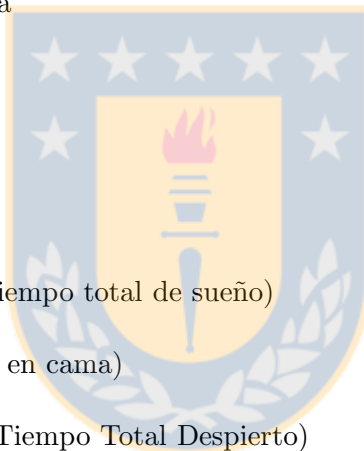 a
iempo total de sueño)
en cama)
Tiempo Total Despierto)